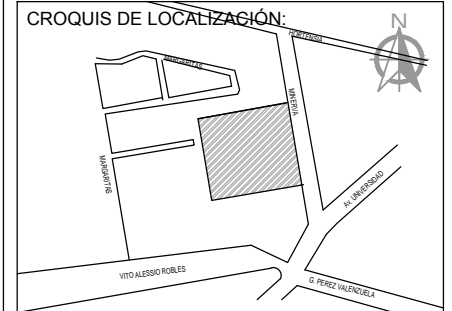 CROQUIS DE LOCALIZACIÓN:
N
HORTENSIA
MARGARITAS
MINERVA
MARGARITAS
Av. UNIVERSIDAD
VITO ALESSIO ROBLES
G. PEREZ VALENZUELA